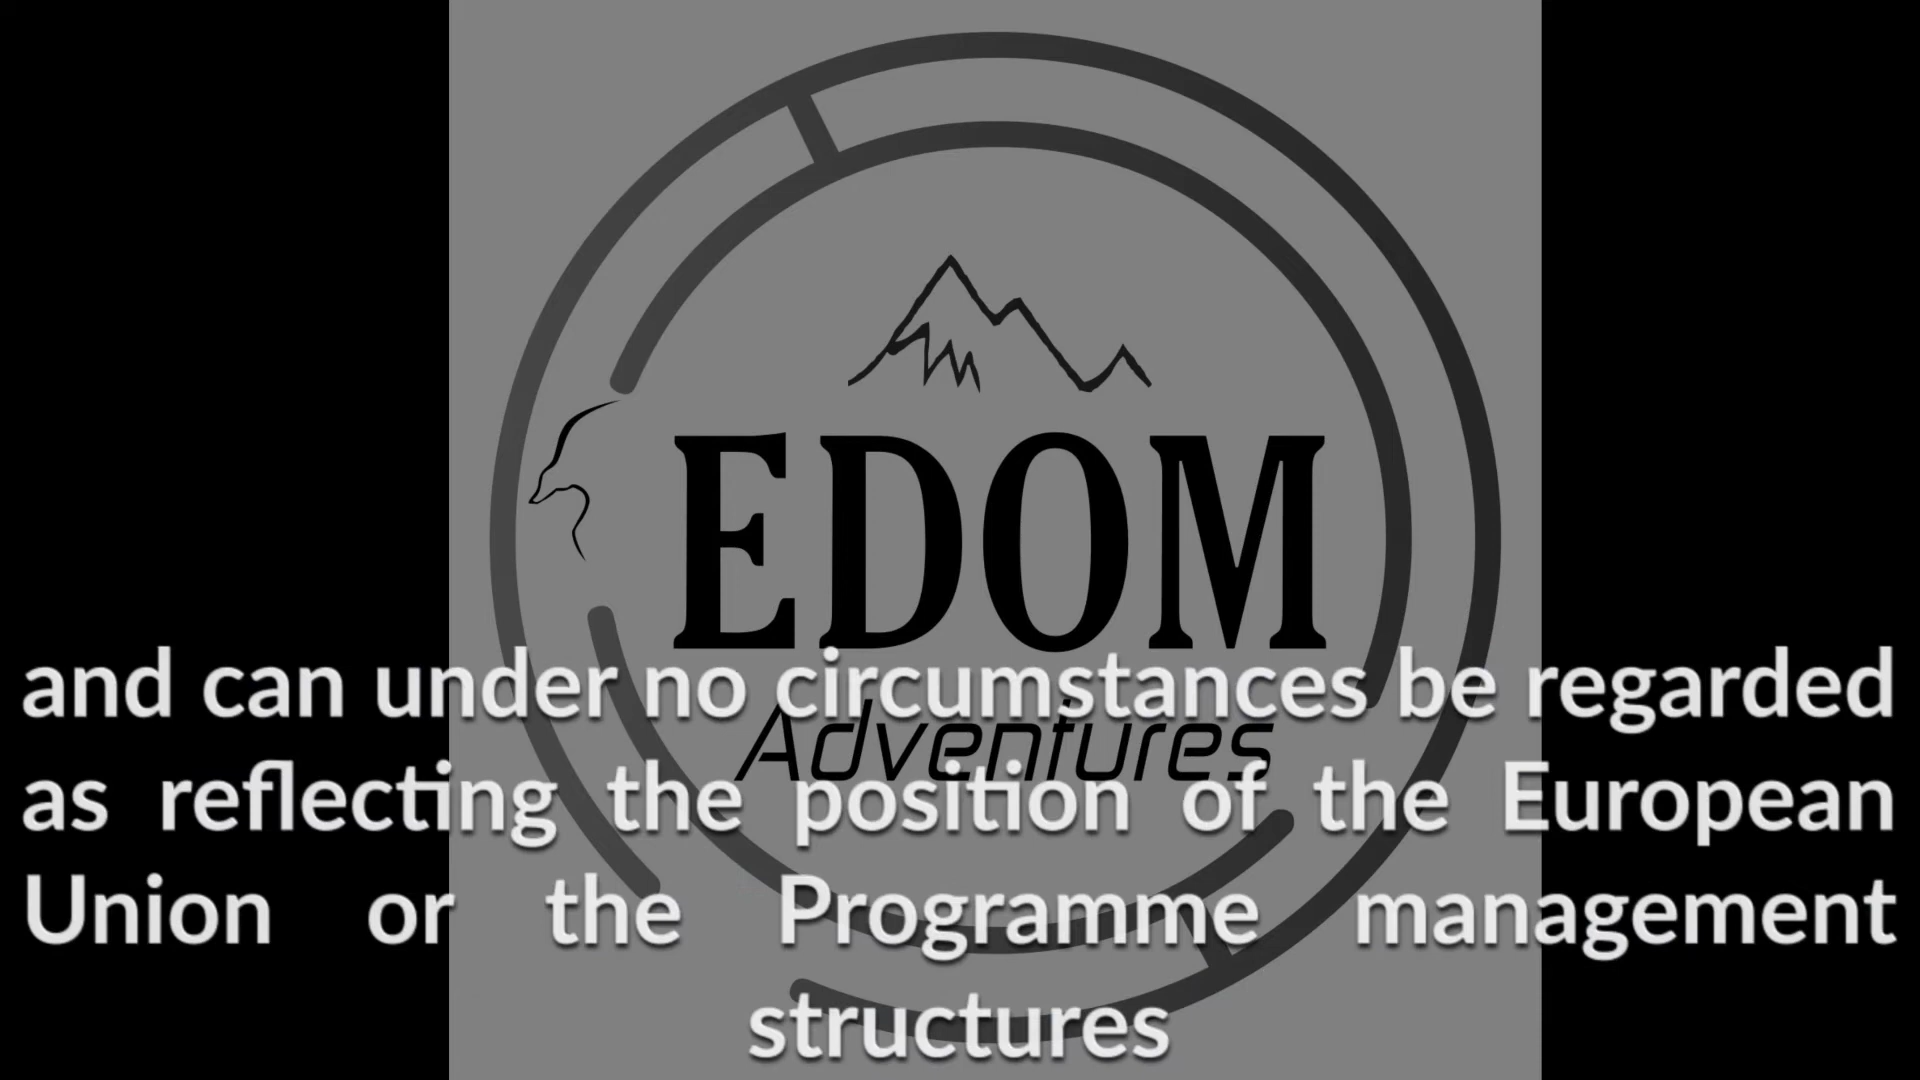 EDOM
Adventures
and can under no circumstances be regarded
as reflecting the position of the European
Union or the Programme management
structures